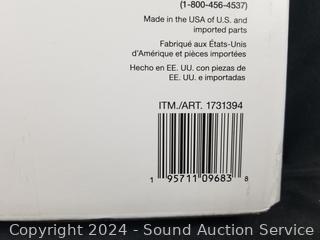 (1-800-456-4537)
Made in the USA of U.S. and
imported parts
Fabriqué aux États-Unis
d'Amérique et pièces importées
Hecho en EE. UU. con piezas de
EE. UU. e importadas
ITM./ART. 1731394
1 95711 09683 8
Copyright 2024 - Sound Auction Service